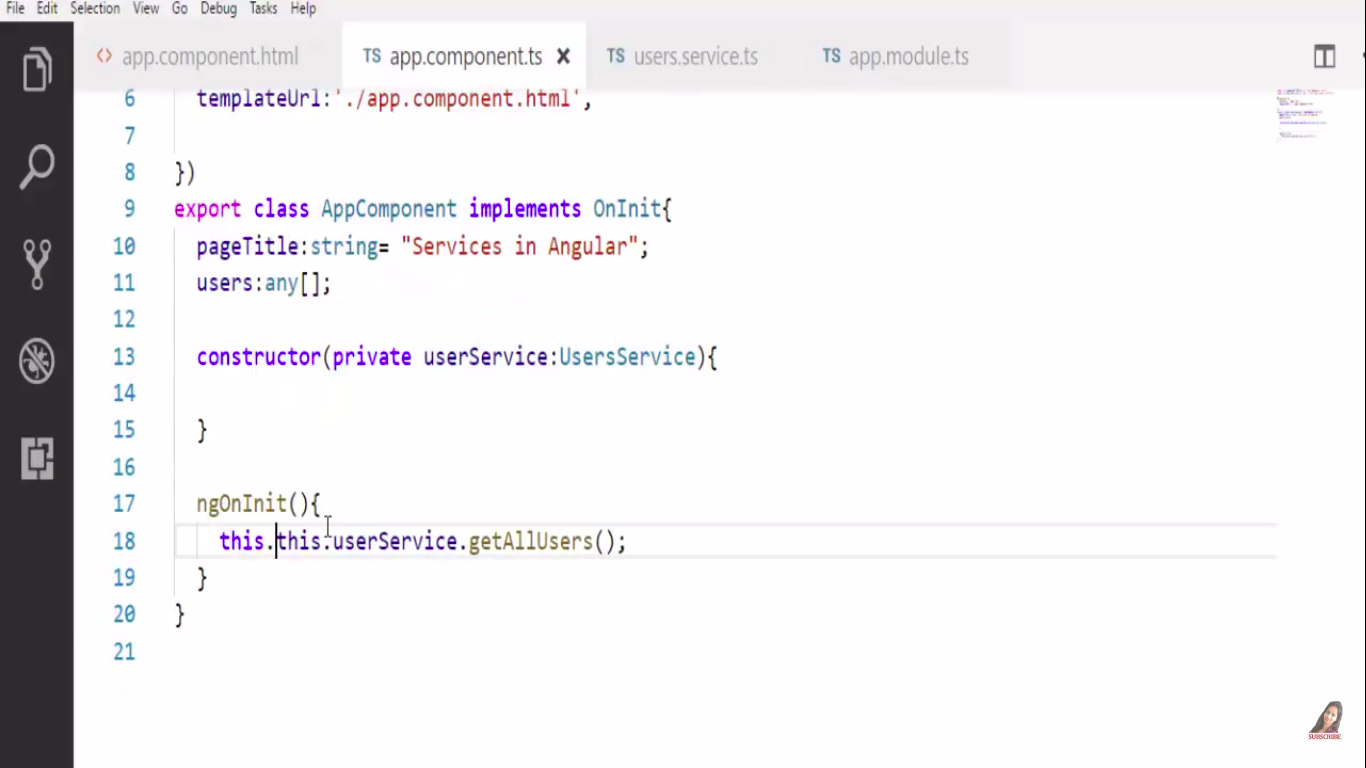 File Edit Selection View Go Debug Tasks Help
<> app.component.html TS app.component.ts × TS users.service.ts TS app.module.ts
6 templateUrl:'./app.component.html',
7
8 })
9 export class AppComponent implements OnInit{
10 pageTitle:string= "Services in Angular";
11 users:any[];
12
13 constructor(private userService:UsersService){
14
15 }
16
17 ngOnInit(){
18 this.this.userService.getAllUsers();
19 }
20 }
21
SUBSCRIBE